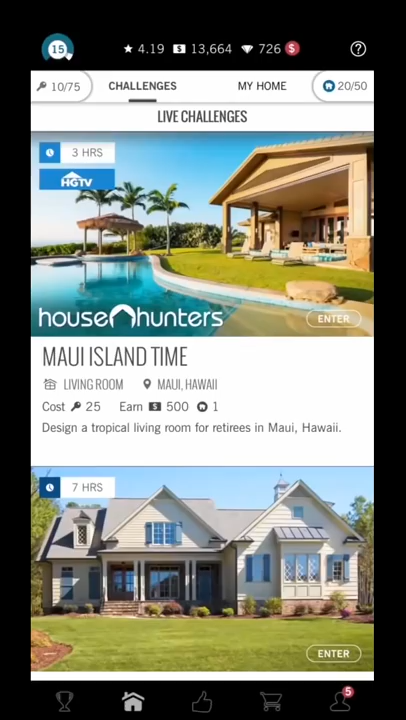 15 4.19 $ 13,664 726 $ ?
10/75 CHALLENGES MY HOME 20/50
LIVE CHALLENGES
3 HRS
HGTV
house hunters ENTER
MAUI ISLAND TIME
LIVING ROOM MAUI, HAWAII
Cost 25 Earn $ 500 1
Design a tropical living room for retirees in Maui, Hawaii.
7 HRS
ENTER
5